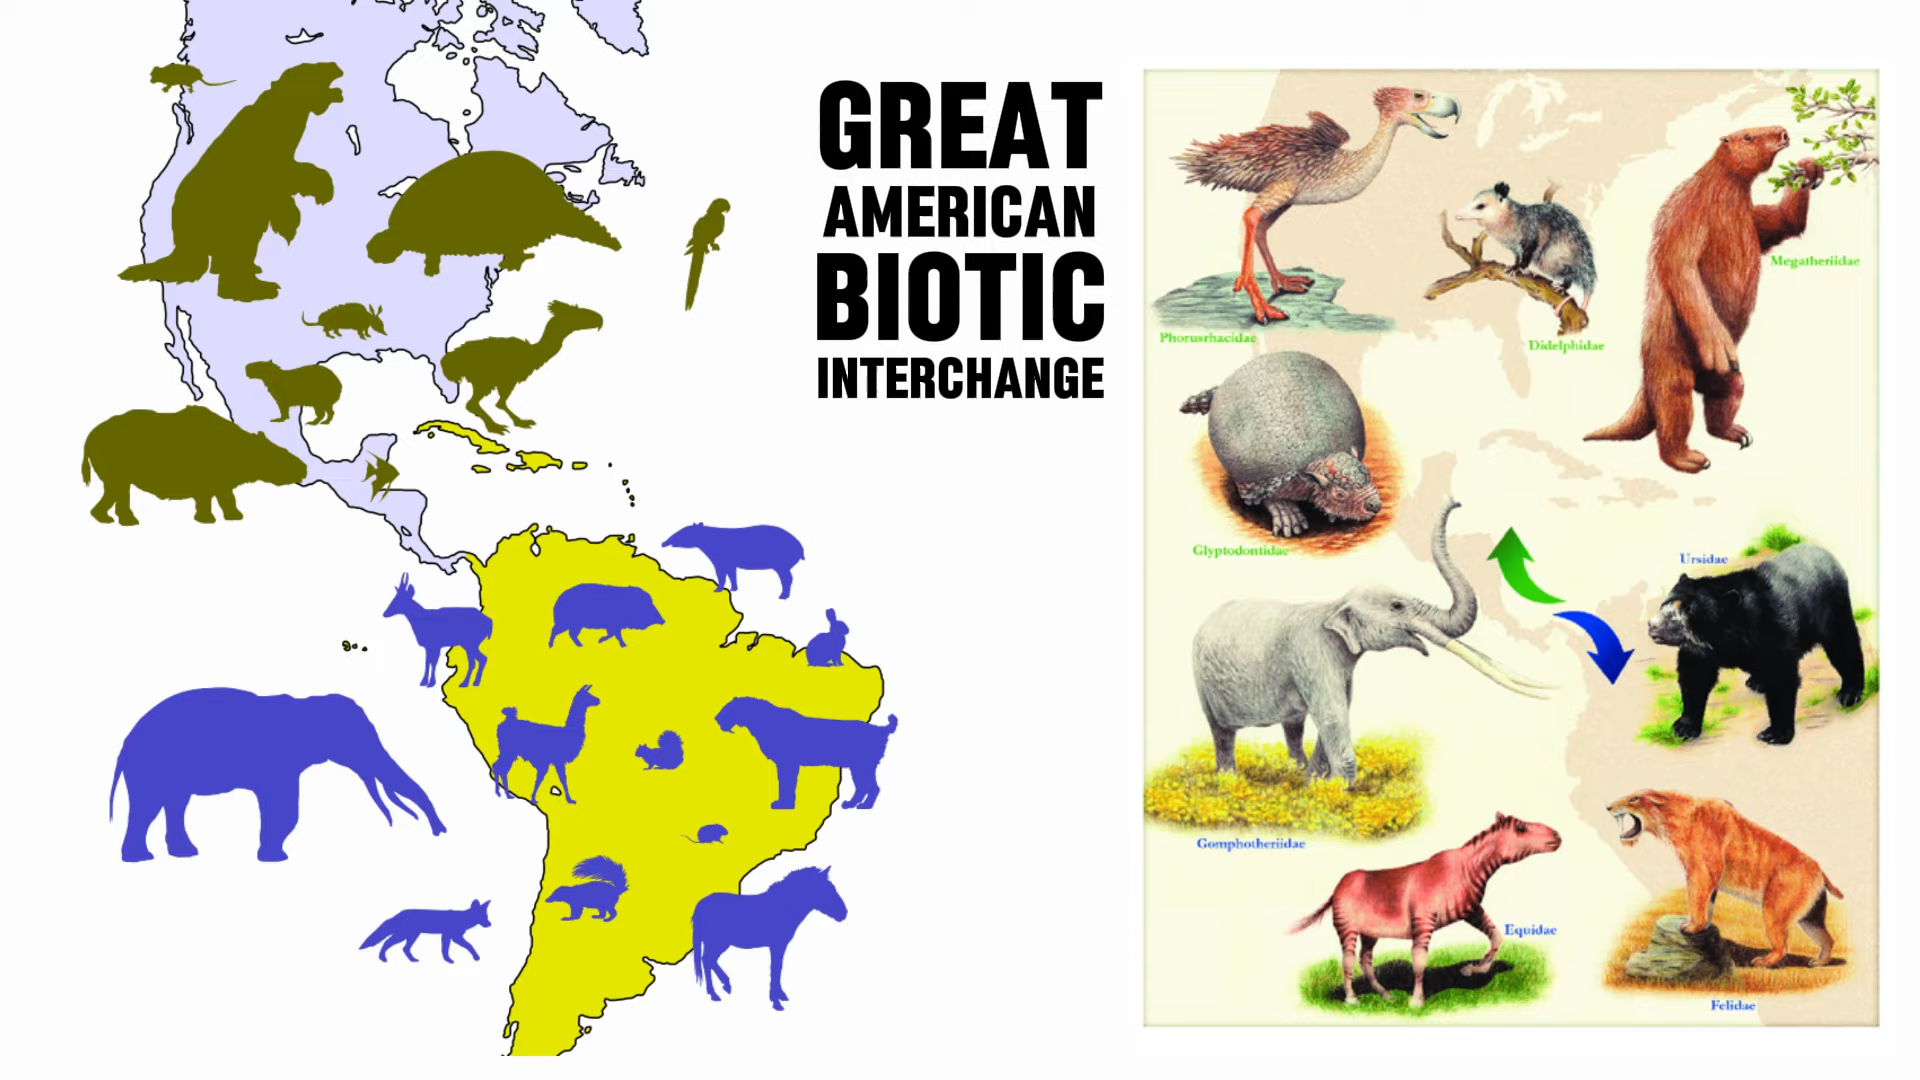 GREAT
AMERICAN
BIOTIC
INTERCHANGE
Megatheriidae
Phorusrhacidae
Didelphidae
Glyptodontidae
Ursidae
Gomphotheriidae
Equidae
Felidae